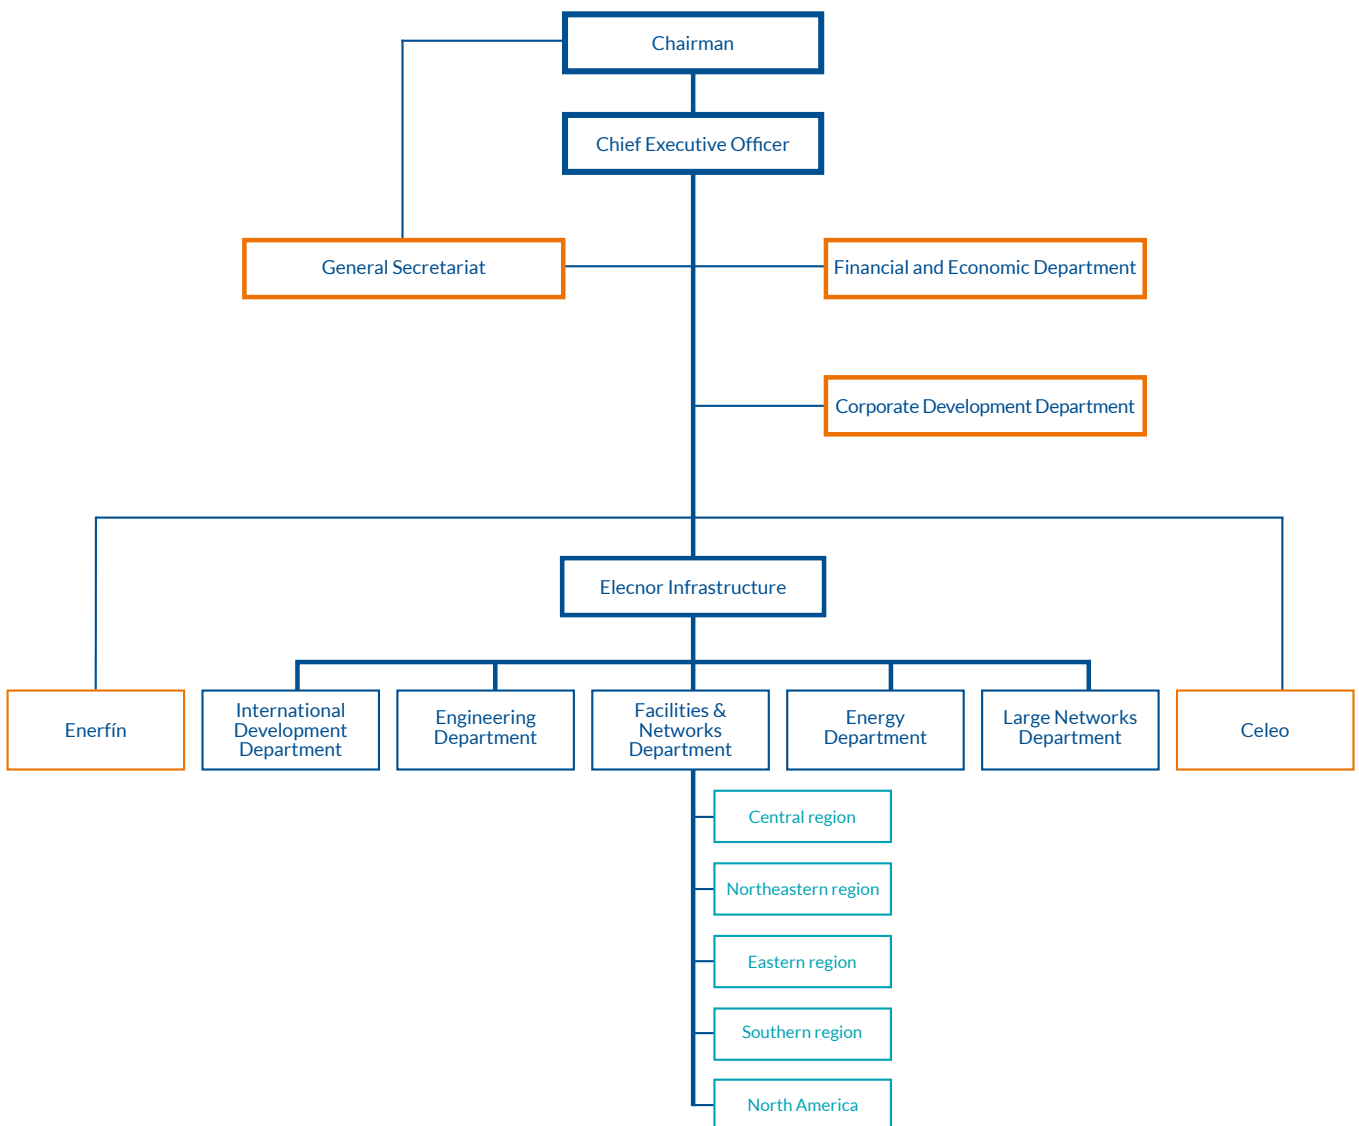 Chairman
Chief Executive Officer
General Secretariat
Financial and Economic Department
Corporate Development Department
Elecnor Infrastructure
Enerfín
International
Development
Department
Engineering
Department
Facilities &
Networks
Department
Energy
Department
Large Networks
Department
Celeo
Central region
Northeastern region
Eastern region
Southern region
North America